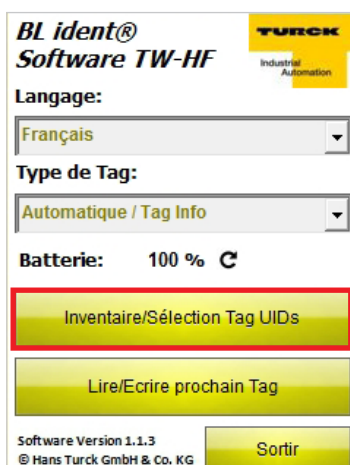 BL ident®
Software TW-HF
TURCK
Industrial
Automation
Langage:
Français
Type de Tag:
Automatique / Tag Info
Batterie: 100 %
Inventaire/Sélection Tag UIDs
Lire/Ecrire prochain Tag
Software Version 1.1.3
© Hans Turck GmbH & Co. KG
Sortir